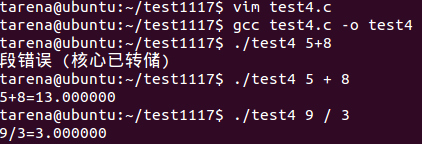 tarena@ubuntu:~/test1117$ vim test4.c
tarena@ubuntu:~/test1117$ gcc test4.c -o test4
tarena@ubuntu:~/test1117$ ./test4 5+8
段错误 (核心已转储)
tarena@ubuntu:~/test1117$ ./test4 5 + 8
5+8=13.000000
tarena@ubuntu:~/test1117$ ./test4 9 / 3
9/3=3.000000